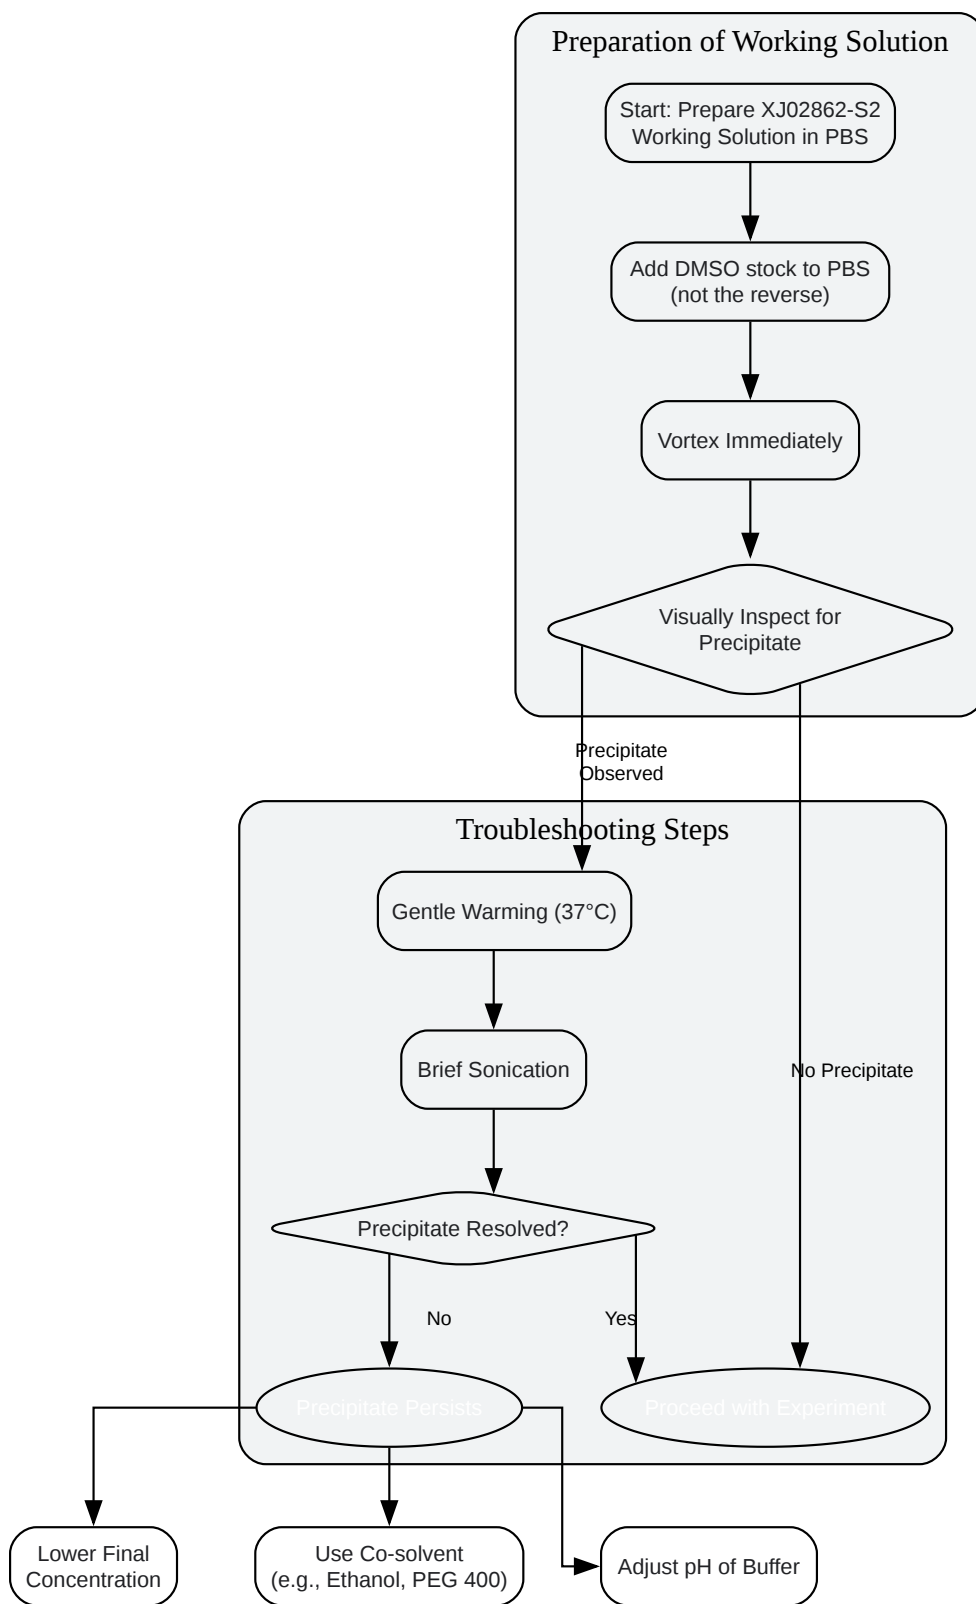 Preparation of Working Solution
Start: Prepare XJ02862-S2
Working Solution in PBS
Add DMSO stock to PBS
(not the reverse)
Vortex Immediately
Visually Inspect for
Precipitate
Precipitate
Observed
Troubleshooting Steps
Gentle Warming (37°C)
Brief Sonication
No Precipitate
Precipitate Resolved?
No
Yes
Precipitate Persists
Proceed with Experiment
Lower Final
Concentration
Use Co-solvent
(e.g., Ethanol, PEG 400)
Adjust pH of Buffer